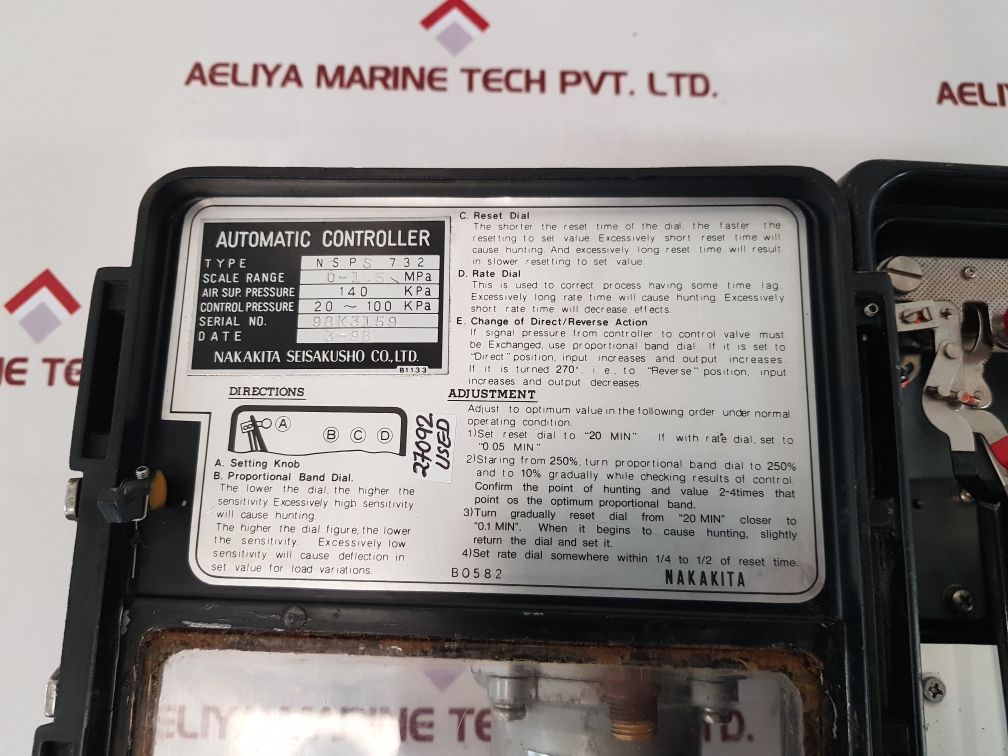 AELIYA MARINE TECH PVT. LTD.
AELI
E TE
AUTOMATIC CONTROLLER
TYPE NSPS 732
SCALE RANGE MPa
AIR SUP. PRESSURE 140 KPa
CONTROL PRESSURE 20 ~ 100 KPa
SERIAL NO. 98K3159
DATE 3-98
NAKAKITA SEISAKUSHO CO., LTD.
B1133
DIRECTIONS
A
B C D
A. Setting Knob
B. Proportional Band Dial.
The lower the dial, the higher the
sensitivity. Excessively high sensitivity
will cause hunting.
The higher the dial figure, the lower
the sensitivity. Excessively low
sensitivity will cause deflection in
set value for load variations.
27092
USED
C. Reset Dial
The shorter the reset time of the dial, the faster the
resetting to set value. Excessively short reset time will
cause hunting. And excessively long reset time will result
in slower resetting to set value.
D. Rate Dial
This is used to correct process having some time lag.
Excessively long rate time will cause hunting. Excessively
short rate time will decrease effects.
E. Change of Direct/Reverse Action
If signal pressure from controller to control valve must
be Exchanged, use proportional band dial. If it is set to
"Direct" position, input increases and output increases.
If it is turned 270°, i.e., to "Reverse" position, input
increases and output decreases.
ADJUSTMENT
Adjust to optimum value in the following order under normal
operating condition.
1)Set reset dial to "20 MIN." If with rate dial, set to
"0.05 MIN".
2)Staring from 250%, turn proportional band dial to 250%
and to 10% gradually while checking results of control.
Confirm the point of hunting and value 2-4times that
point os the optimum proportional band.
3)Turn gradually reset dial from "20 MIN" closer to
"0.1 MIN". When it begins to cause hunting, slightly
return the dial and set it.
4)Set rate dial somewhere within 1/4 to 1/2 of reset time.
B0582
NAKAKITA
AELIYA MARINE TECH PVT. LTD.